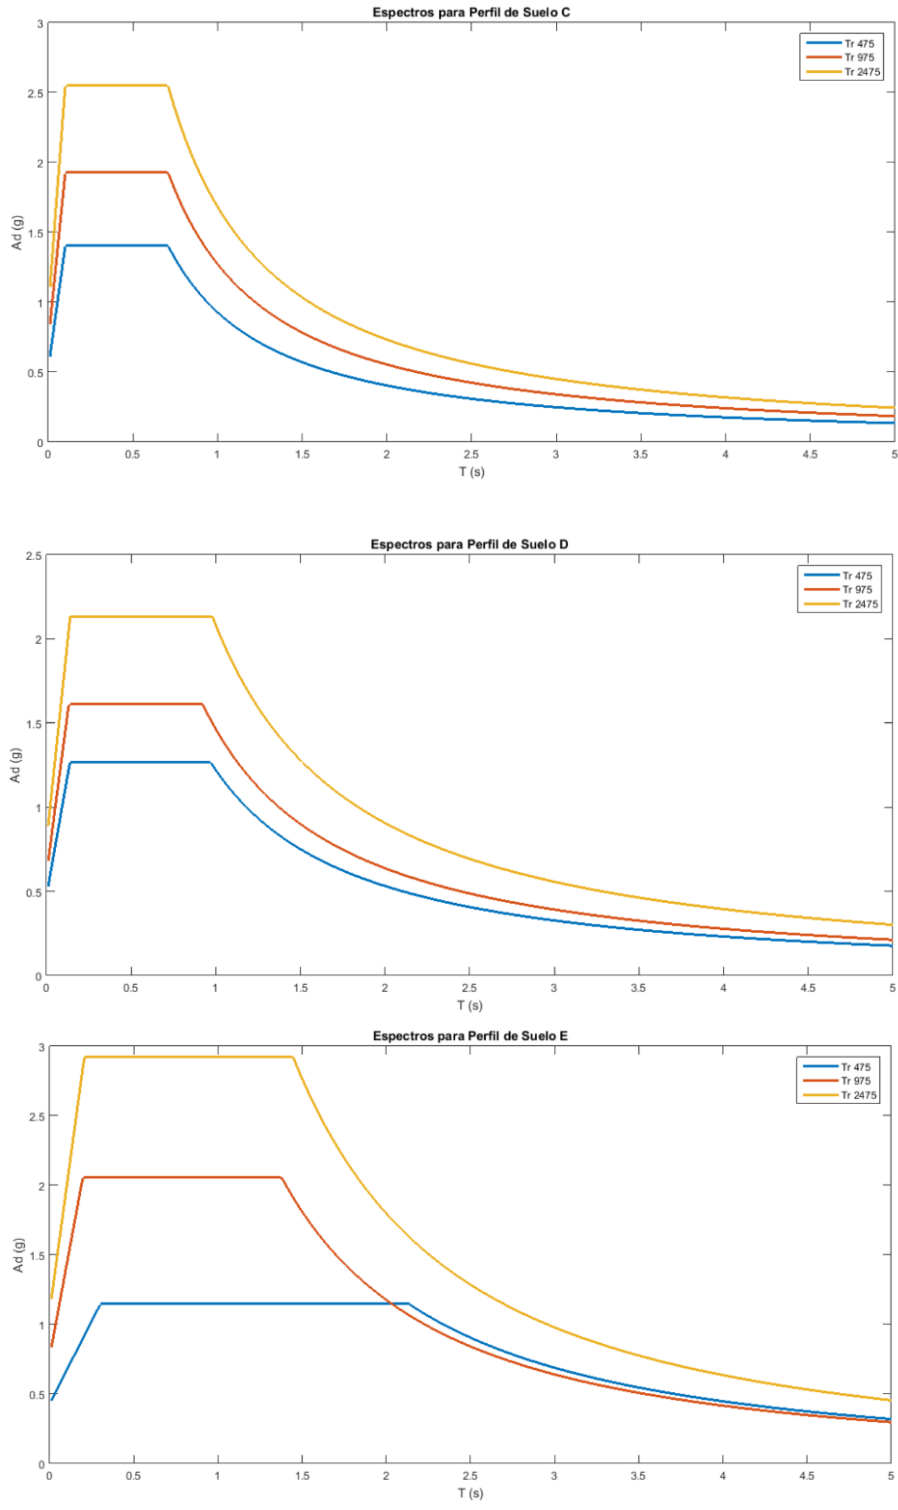 Espectros para Perfil de Suelo C
3
2.5
2
1.5
1
0.5
0
Ad (g)
Tr 475
Tr 975
Tr 2475
0 0.5 1 1.5 2 2.5 3 3.5 4 4.5 5
T (s)
Espectros para Perfil de Suelo D
2.5
2
1.5
1
0.5
0
Ad (g)
Tr 475
Tr 975
Tr 2475
0 0.5 1 1.5 2 2.5 3 3.5 4 4.5 5
T (s)
Espectros para Perfil de Suelo E
3
2.5
2
1.5
1
0.5
0
Ad (g)
Tr 475
Tr 975
Tr 2475
0 0.5 1 1.5 2 2.5 3 3.5 4 4.5 5
T (s)